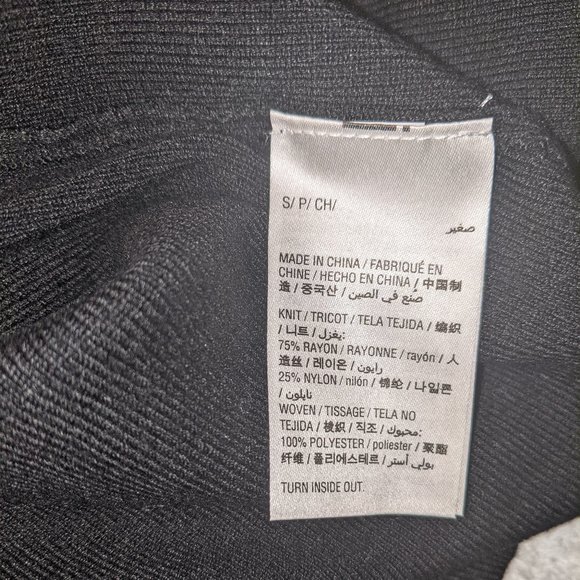 S/ P/ CH/
صغير
MADE IN CHINA / FABRIQUÉ EN
CHINE / HECHO EN CHINA / 中国制
造 / 중국산 / صنع في الصين /
KNIT / TRICOT / TELA TEJIDA / 编织
/ 니트 / يغزل:
75% RAYON / RAYONNE / rayón / 人
造丝 / 레이온 / رايون
25% NYLON / nilón / 锦纶 / 나일론
/ نايلون
WOVEN / TISSAGE / TELA NO
TEJIDA / 梭织 / 직조 / محبوك:
100% POLYESTER / poliester / 聚酯
纤维 / 폴리에스테르 / بولي أستر
TURN INSIDE OUT.